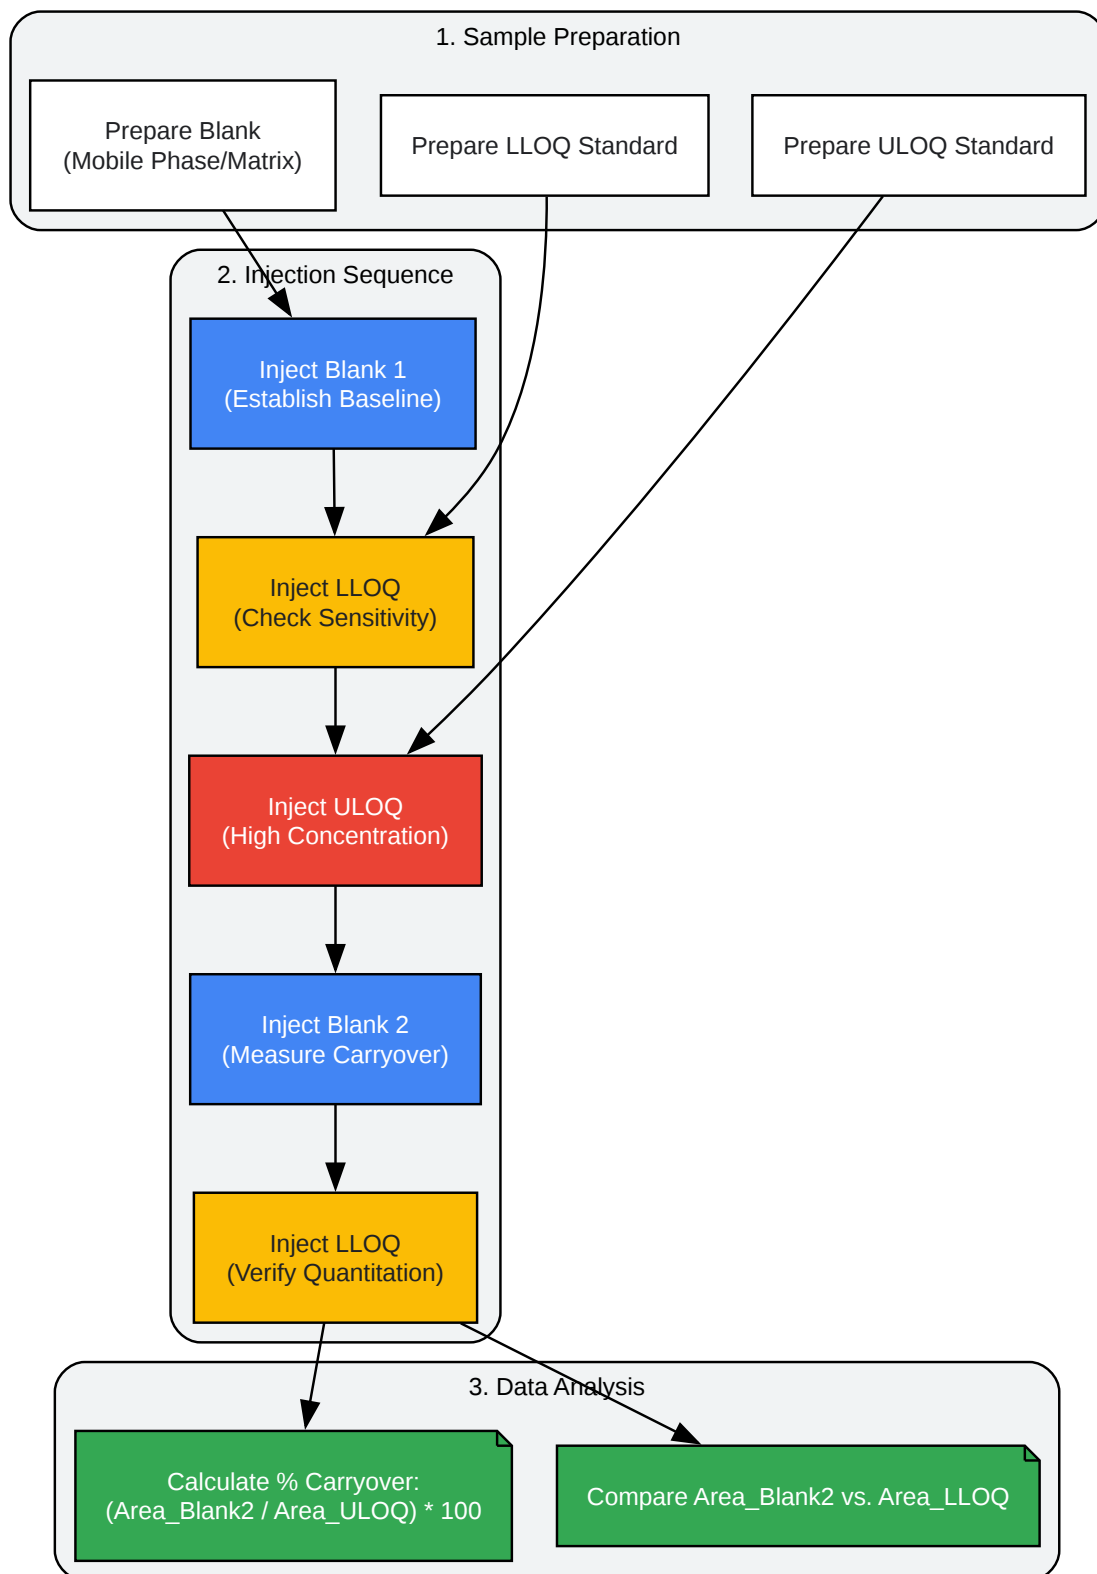 1. Sample Preparation
Prepare Blank
(Mobile Phase/Matrix)
Prepare LLOQ Standard
Prepare ULOQ Standard
2. Injection Sequence
Inject Blank 1
(Establish Baseline)
Inject LLOQ
(Check Sensitivity)
Inject ULOQ
(High Concentration)
Inject Blank 2
(Measure Carryover)
Inject LLOQ
(Verify Quantitation)
3. Data Analysis
Calculate % Carryover:
(Area_Blank2 / Area_ULOQ) * 100
Compare Area_Blank2 vs. Area_LLOQ